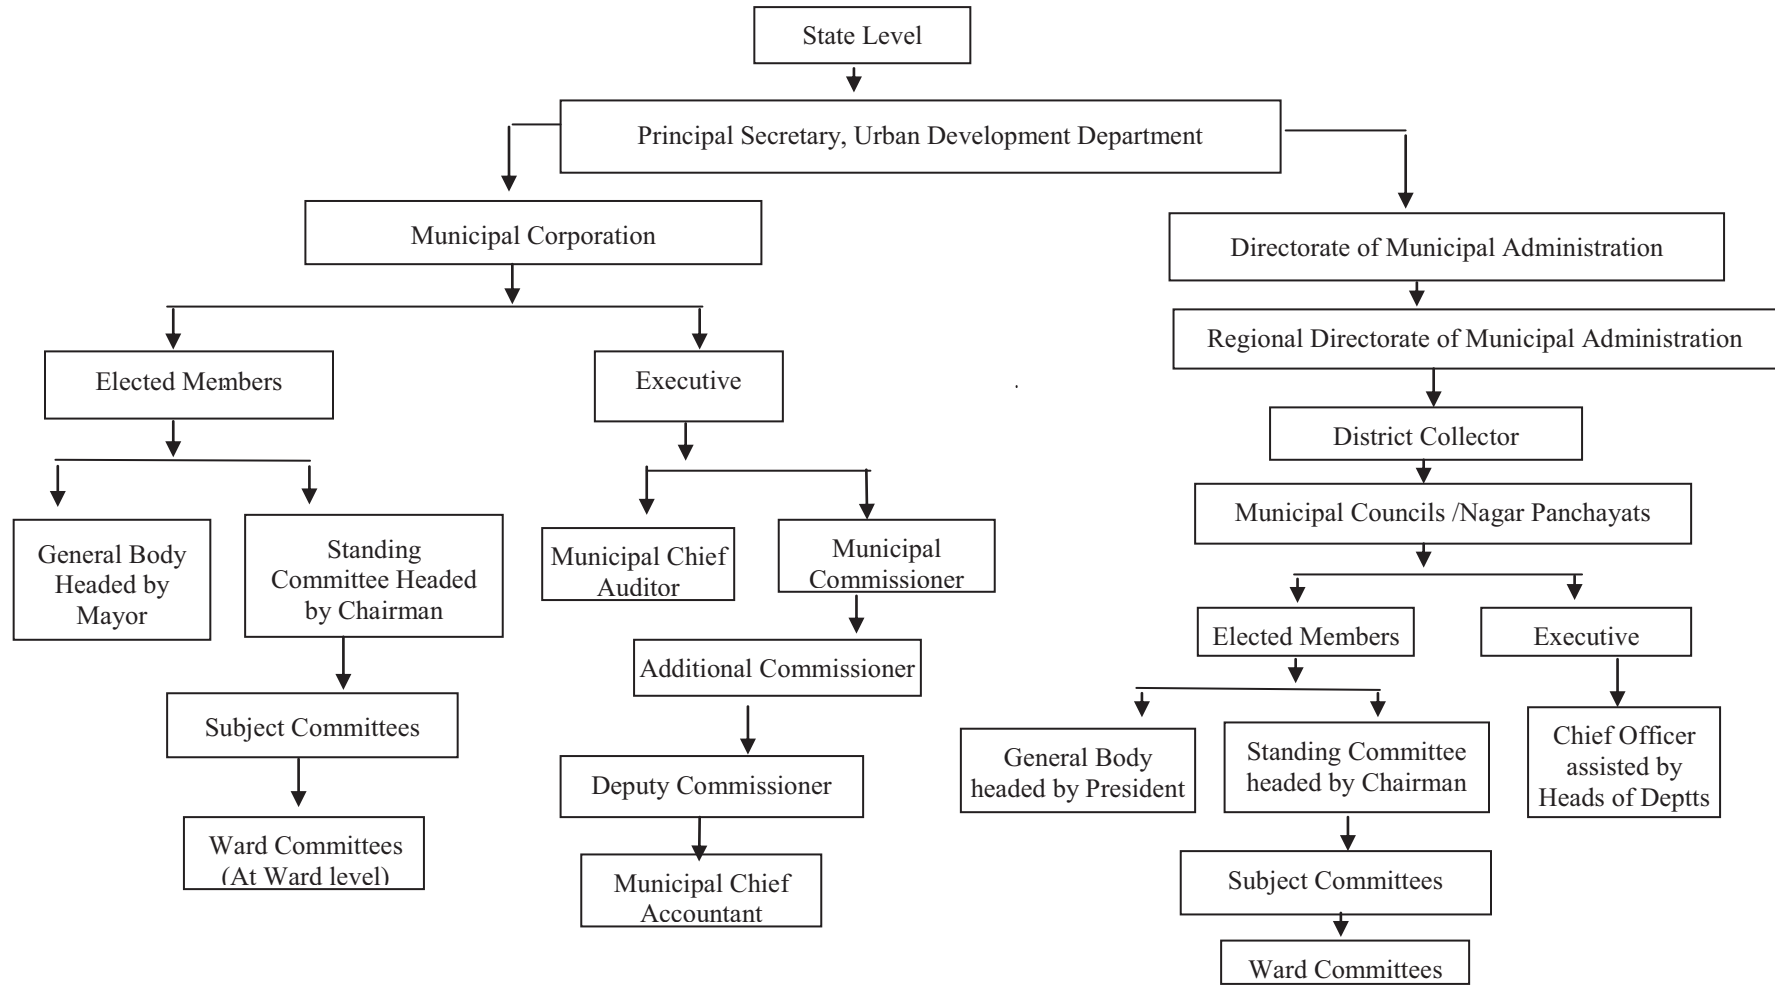 State Level
Principal Secretary, Urban Development Department
Municipal Corporation
Directorate of Municipal Administration
Regional Directorate of Municipal Administration
Elected Members
Executive
District Collector
Municipal Councils /Nagar Panchayats
General Body
Headed by
Mayor
Standing
Committee Headed
by Chairman
Municipal Chief
Auditor
Municipal
Commissioner
Elected Members
Executive
Additional Commissioner
Subject Committees
General Body
headed by President
Standing Committee
headed by Chairman
Chief Officer
assisted by
Heads of Deptts
Deputy Commissioner
Ward Committees
(At Ward level)
Municipal Chief
Accountant
Subject Committees
Ward Committees